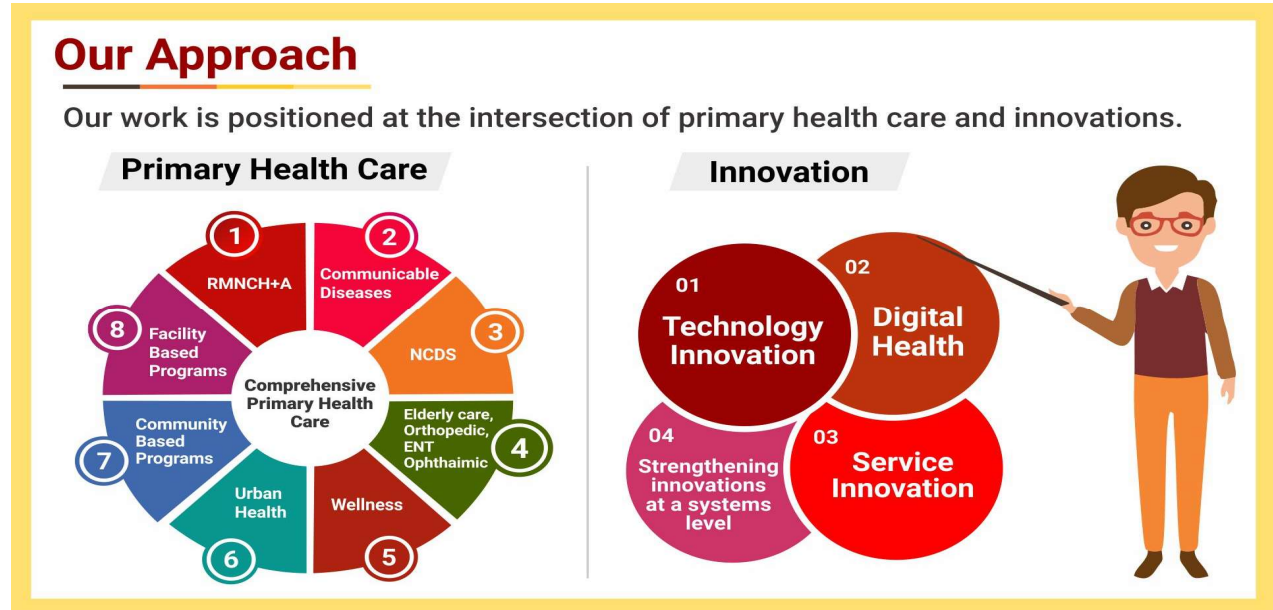 Our Approach
Our work is positioned at the intersection of primary health care and innovations.
Primary Health Care
1
RMNCH+A
2
Communicable
Diseases
3
NCDS
Elderly care,
Orthopedic,
ENT
Ophthaimic
4
Wellness
5
Urban
Health
6
Community
Based
Programs
7
8
Facility
Based
Programs
Comprehensive
Primary Health
Care
Innovation
01
Technology
Innovation
02
Digital
Health
03
Service
Innovation
04
Strengthening
innovations
at a systems
level